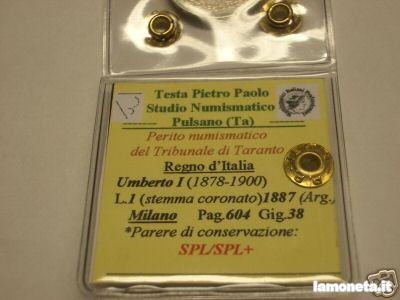 Testa Pietro Paolo
Studio Numismatico
Pulsano (Ta)
Perito numismatico
del Tribunale di Taranto
Regno d'Italia
Umberto I (1878-1900)
L.1 (stemma coronato) 1887 (Arg.)
Milano Pag.604 Gig.38
*Parere di conservazione:
SPL/SPL+
lamoneta.it